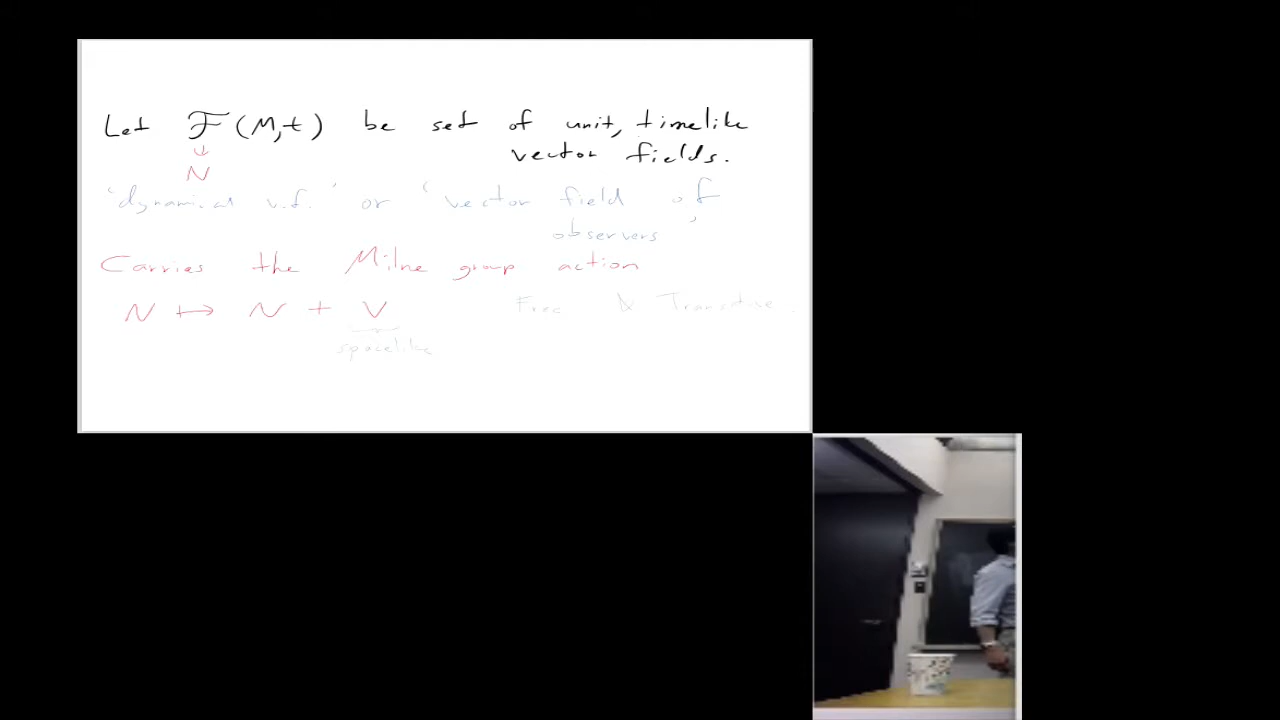 Let ℱ(M,t) be set of unit, timelike
vector fields.
↓
N
'dynamical v.f.' or 'vector field of
observers'
Carries the Milne group action
N ↦ N + V Free & Transitive.
spacelike